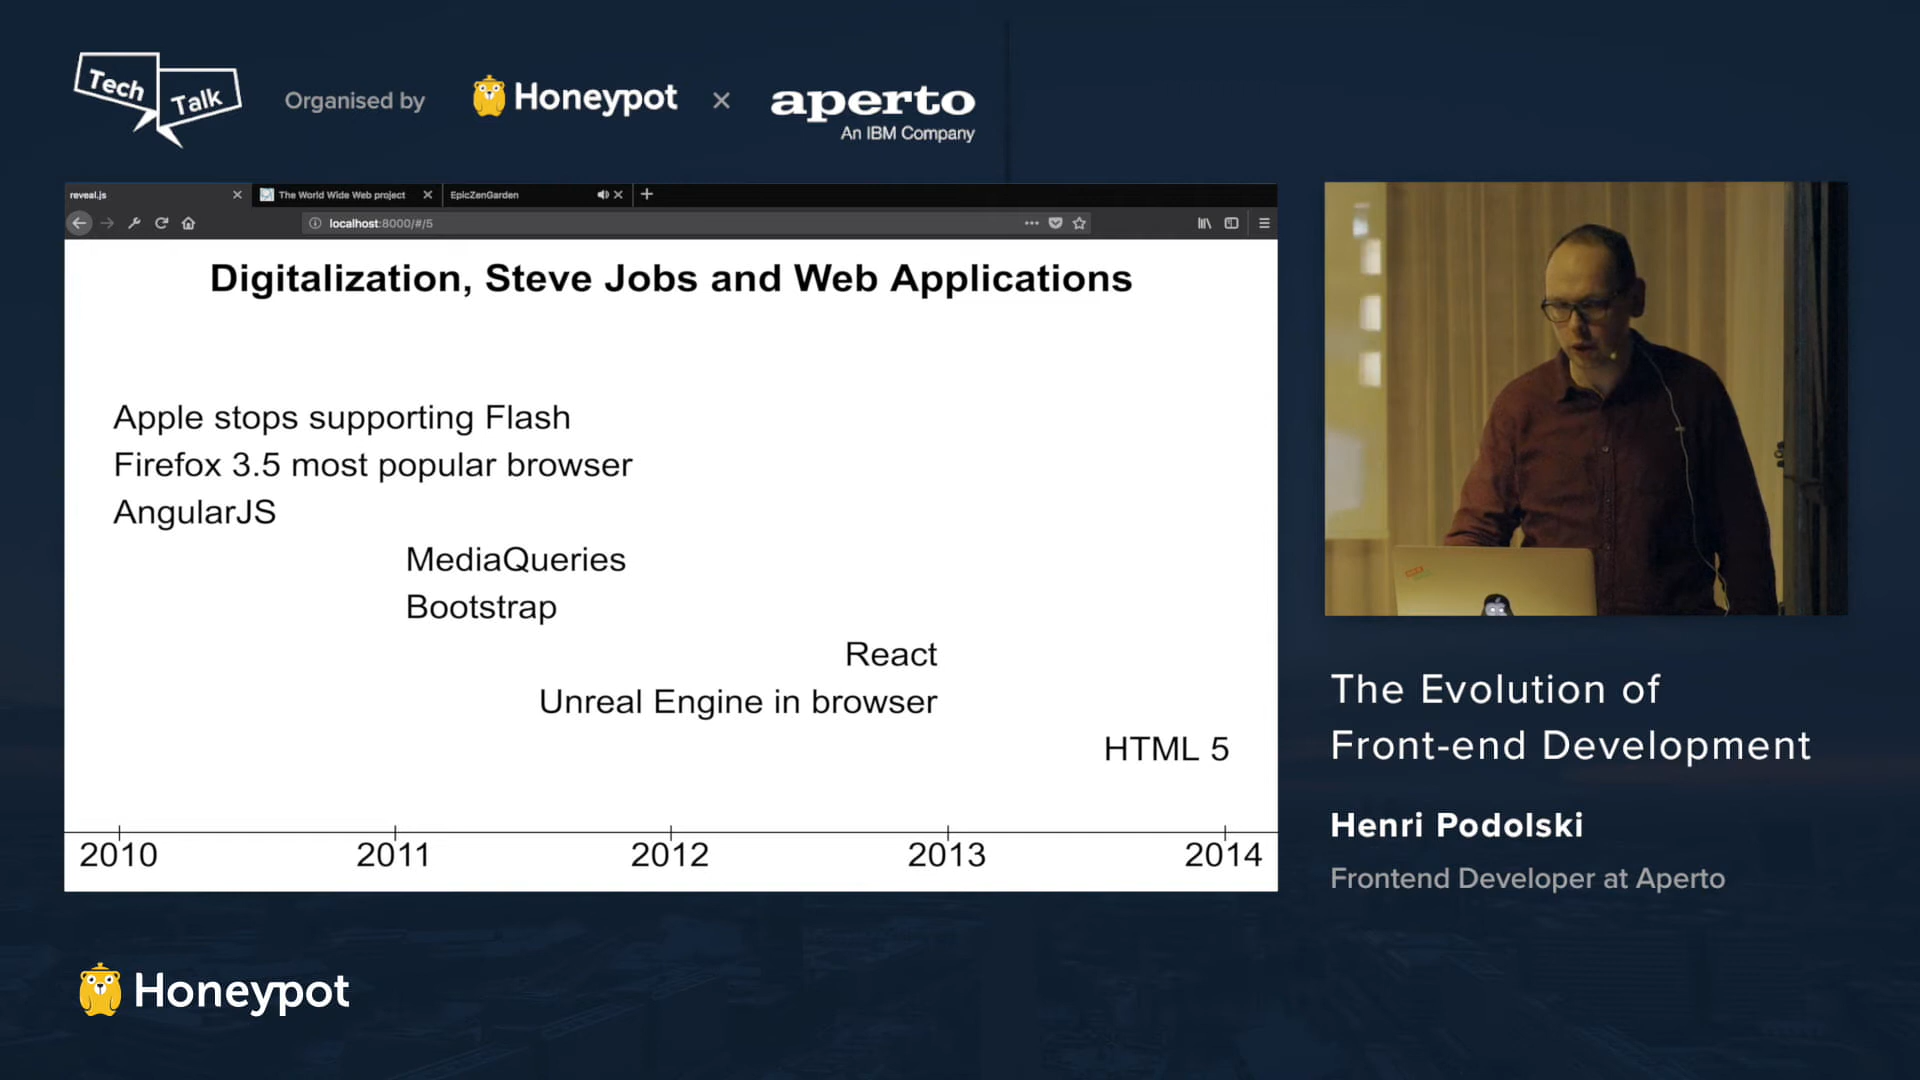 Tech
Talk
Organised by
Honeypot
×
aperto
An IBM Company
reveal.js
The World Wide Web project
EpicZenGarden
localhost:8000/#/5
Digitalization, Steve Jobs and Web Applications
Apple stops supporting Flash
Firefox 3.5 most popular browser
AngularJS
MediaQueries
Bootstrap
React
Unreal Engine in browser
HTML 5
2010 2011 2012 2013 2014
The Evolution of
Front-end Development
Henri Podolski
Frontend Developer at Aperto
Honeypot